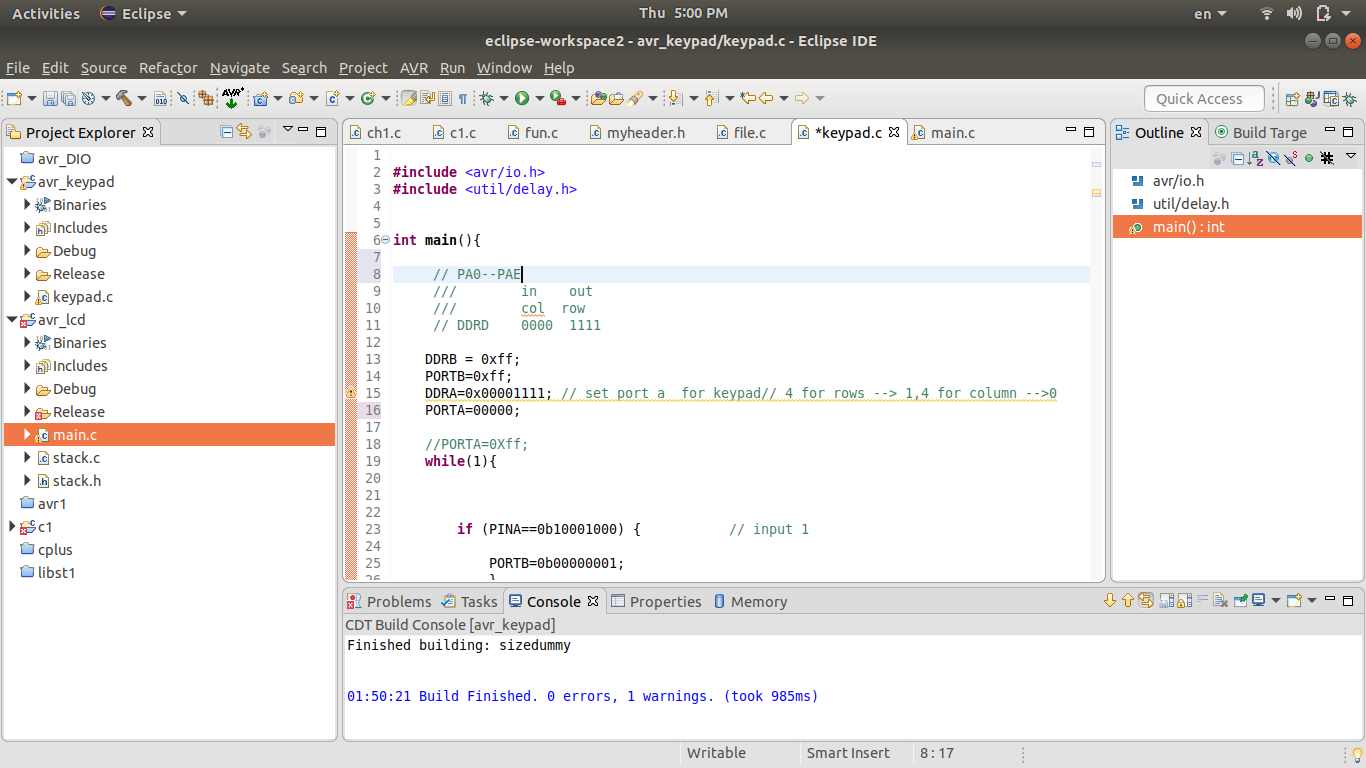 Activities Eclipse Thu 5:00 PM en
eclipse-workspace2 - avr_keypad/keypad.c - Eclipse IDE
File Edit Source Refactor Navigate Search Project AVR Run Window Help
AVR Quick Access
Project Explorer
avr_DIO
avr_keypad
Binaries
Includes
Debug
Release
keypad.c
avr_lcd
Binaries
Includes
Debug
Release
main.c
stack.c
stack.h
avr1
c1
cplus
libst1
ch1.c c1.c fun.c myheader.h file.c *keypad.c main.c
1
2 #include <avr/io.h>
3 #include <util/delay.h>
4
5
6 int main(){
7
8 // PA0--PAE
9 /// in out
10 /// col row
11 // DDRD 0000 1111
12
13 DDRB = 0xff;
14 PORTB=0xff;
15 DDRA=0x00001111; // set port a for keypad// 4 for rows --> 1,4 for column -->0
16 PORTA=00000;
17
18 //PORTA=0Xff;
19 while(1){
20
21
22
23 if (PINA==0b10001000) { // input 1
24
25 PORTB=0b00000001;
26 }
Outline Build Targe
avr/io.h
util/delay.h
main() : int
Problems Tasks Console Properties Memory
CDT Build Console [avr_keypad]
Finished building: sizedummy
01:50:21 Build Finished. 0 errors, 1 warnings. (took 985ms)
Writable Smart Insert 8 : 17